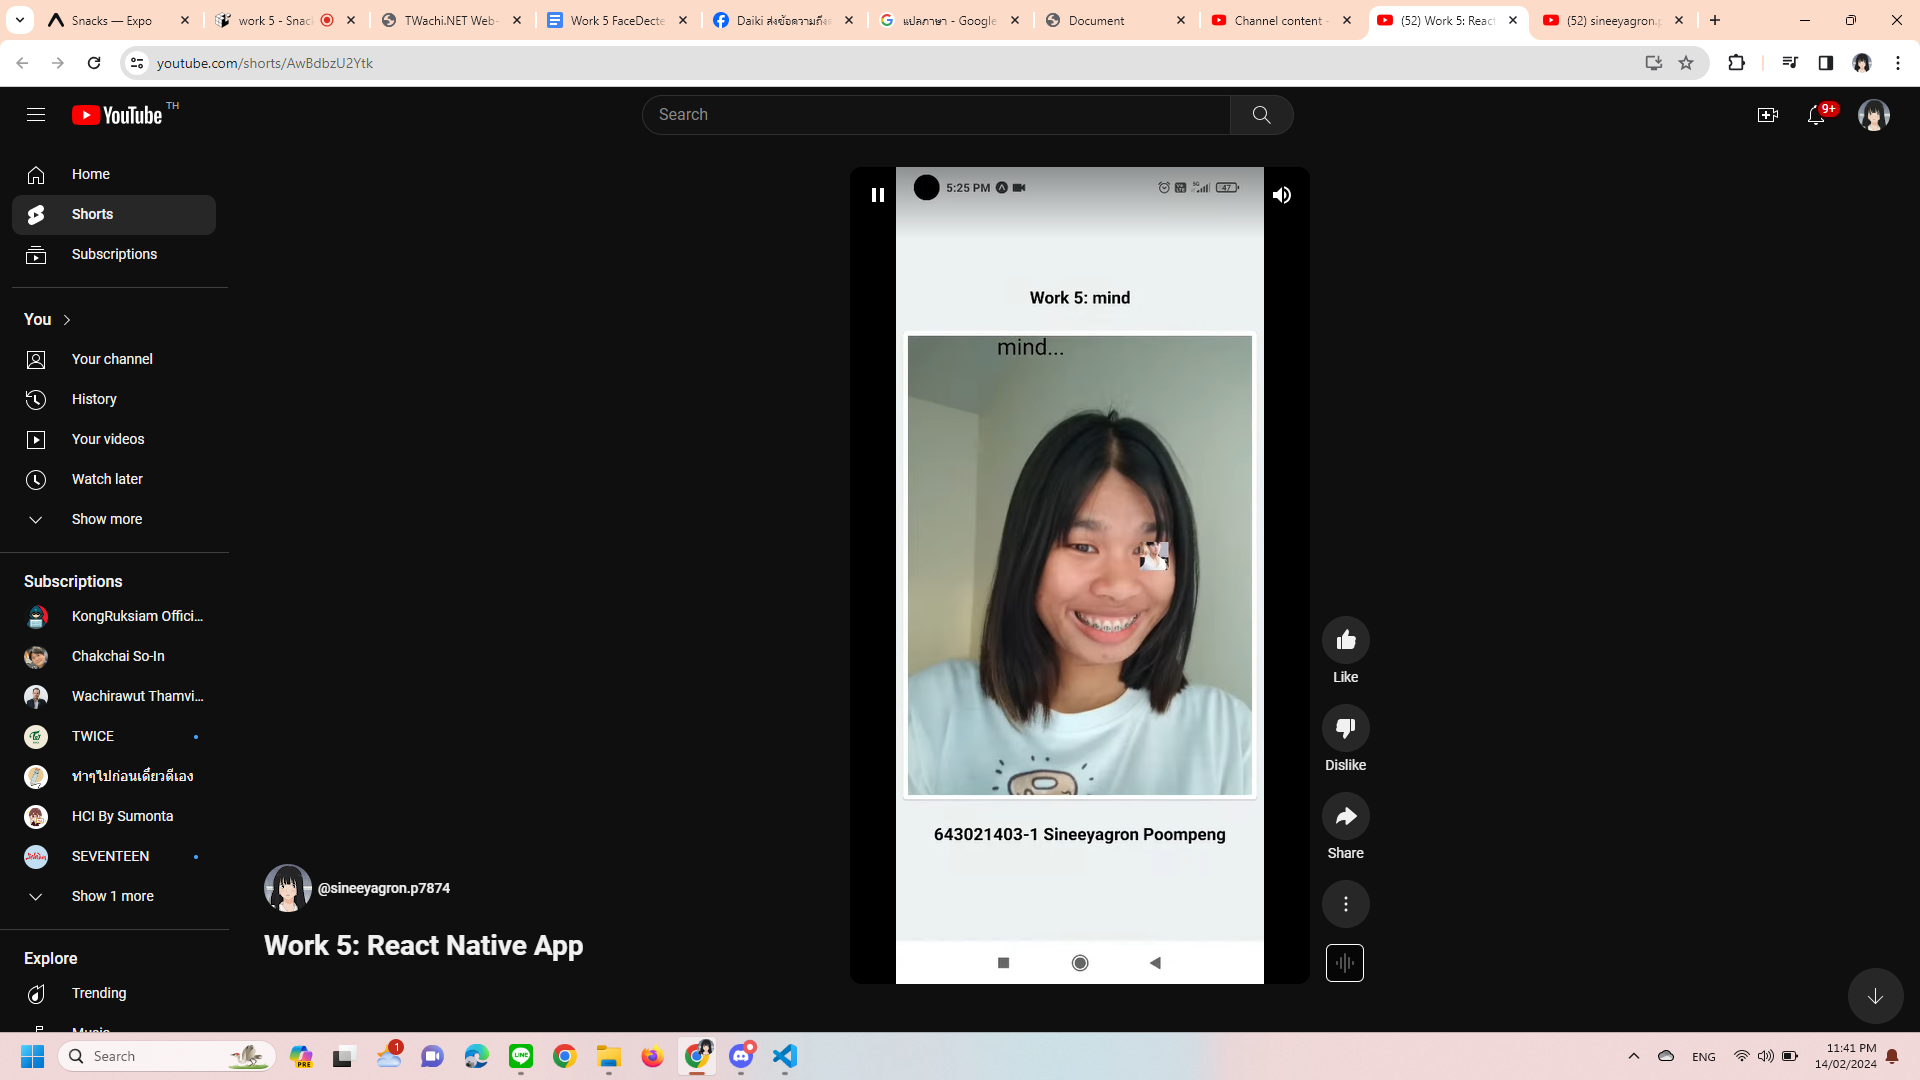 Snacks — Expo
work 5 - Snac
TWachi.NET Web-
Work 5 FaceDecte
Daiki ส่งข้อความถึงค
แปลภาษา - Google
Document
Channel content -
(52) Work 5: React
(52) sineeyagron.p
youtube.com/shorts/AwBdbzU2Ytk
YouTube TH
Search
9+
Home
Shorts
Subscriptions
You
Your channel
History
Your videos
Watch later
Show more
Subscriptions
KongRuksiam Offici...
Chakchai So-In
Wachirawut Thamvi...
TWICE
ทำๆไปก่อนเดี๋ยวดีเอง
HCI By Sumonta
SEVENTEEN
Show 1 more
Explore
Trending
Music
5:25 PM
47
Work 5: mind
mind...
643021403-1 Sineeyagron Poompeng
Like
Dislike
Share
@sineeyagron.p7874
Work 5: React Native App
Search
PRE
1
LINE
ENG
11:41 PM
14/02/2024